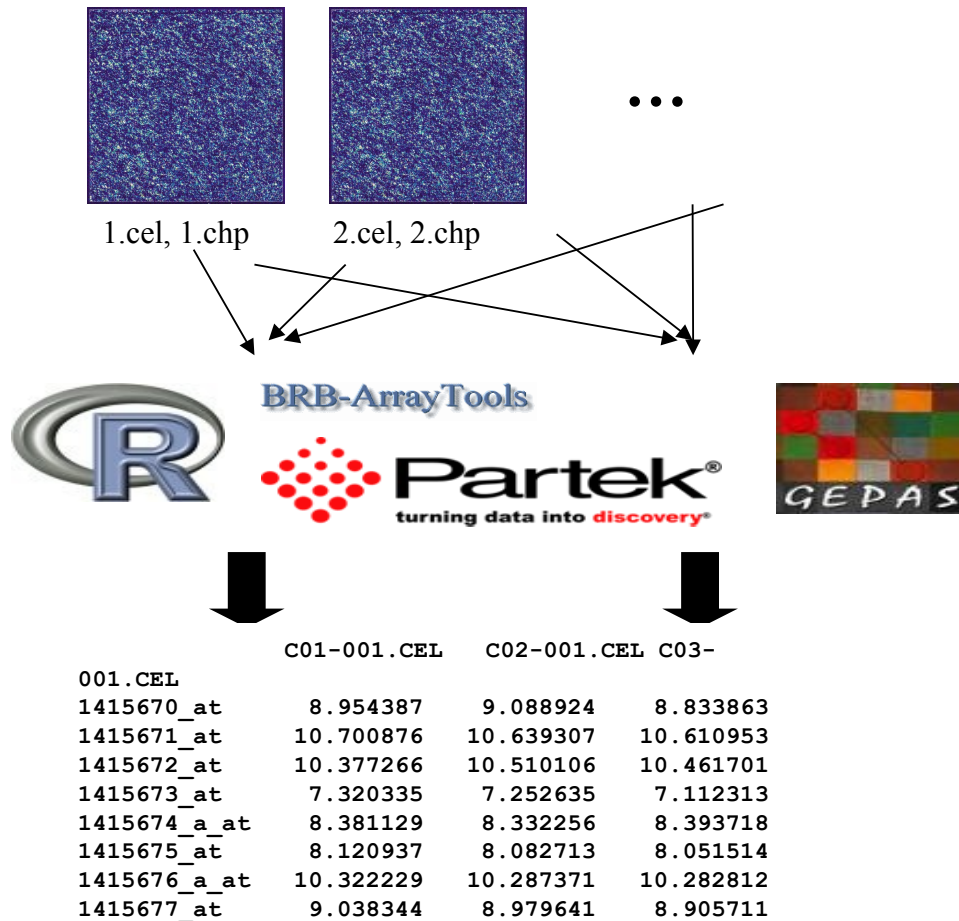 ...
1.cel, 1.chp
2.cel, 2.chp
R
BRB-ArrayTools
Partek®
turning data into discovery®
GEPAS
C01-001.CEL C02-001.CEL C03-
001.CEL
1415670_at 8.954387 9.088924 8.833863
1415671_at 10.700876 10.639307 10.610953
1415672_at 10.377266 10.510106 10.461701
1415673_at 7.320335 7.252635 7.112313
1415674_a_at 8.381129 8.332256 8.393718
1415675_at 8.120937 8.082713 8.051514
1415676_a_at 10.322229 10.287371 10.282812
1415677_at 9.038344 8.979641 8.905711